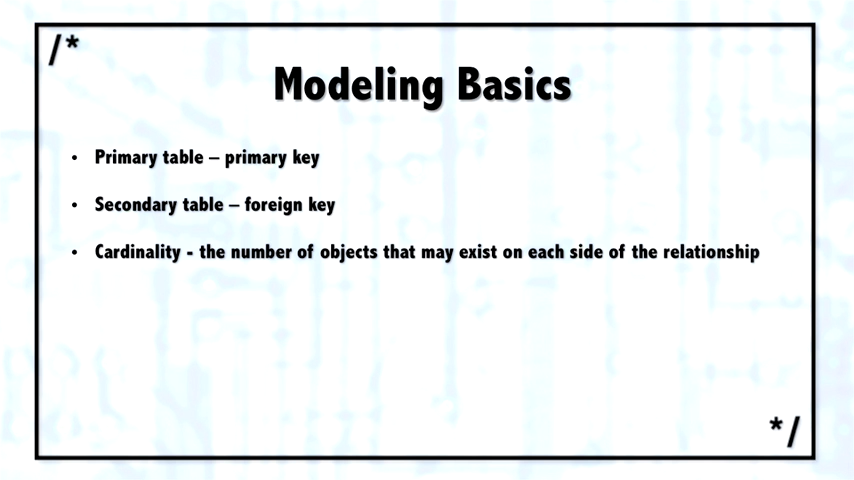 /*
Modeling Basics
• Primary table – primary key
• Secondary table – foreign key
• Cardinality - the number of objects that may exist on each side of the relationship
*/